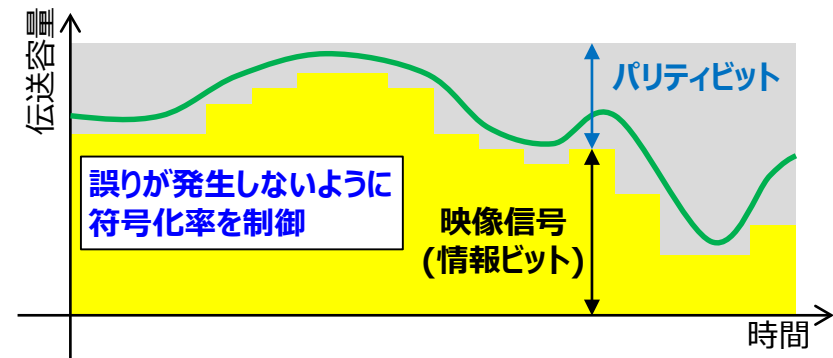 伝送容量
パリティビット
誤りが発生しないように
符号化率を制御
映像信号
(情報ビット)
時間